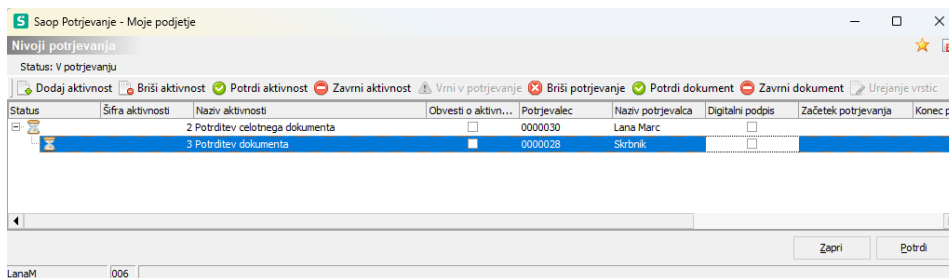 Saop Potrjevanje - Moje podjetje
Nivoji potrjevanja
Status: V potrjevanju
Dodaj aktivnost Briši aktivnost Potrdi aktivnost Zavrni aktivnost Vrni v potrjevanje Briši potrjevanje Potrdi dokument Zavrni dokument Urejanje vrstic
Status Šifra aktivnosti Naziv aktivnosti Obvesti o aktivn... Potrjevalec Naziv potrjevalca Digitalni podpis Začetek potrjevanja Konec p
2 Potrditev celotnega dokumenta 0000030 Lana Marc
3 Potrditev dokumenta 0000028 Skrbnik
Zapri Potrdi
LanaM 006